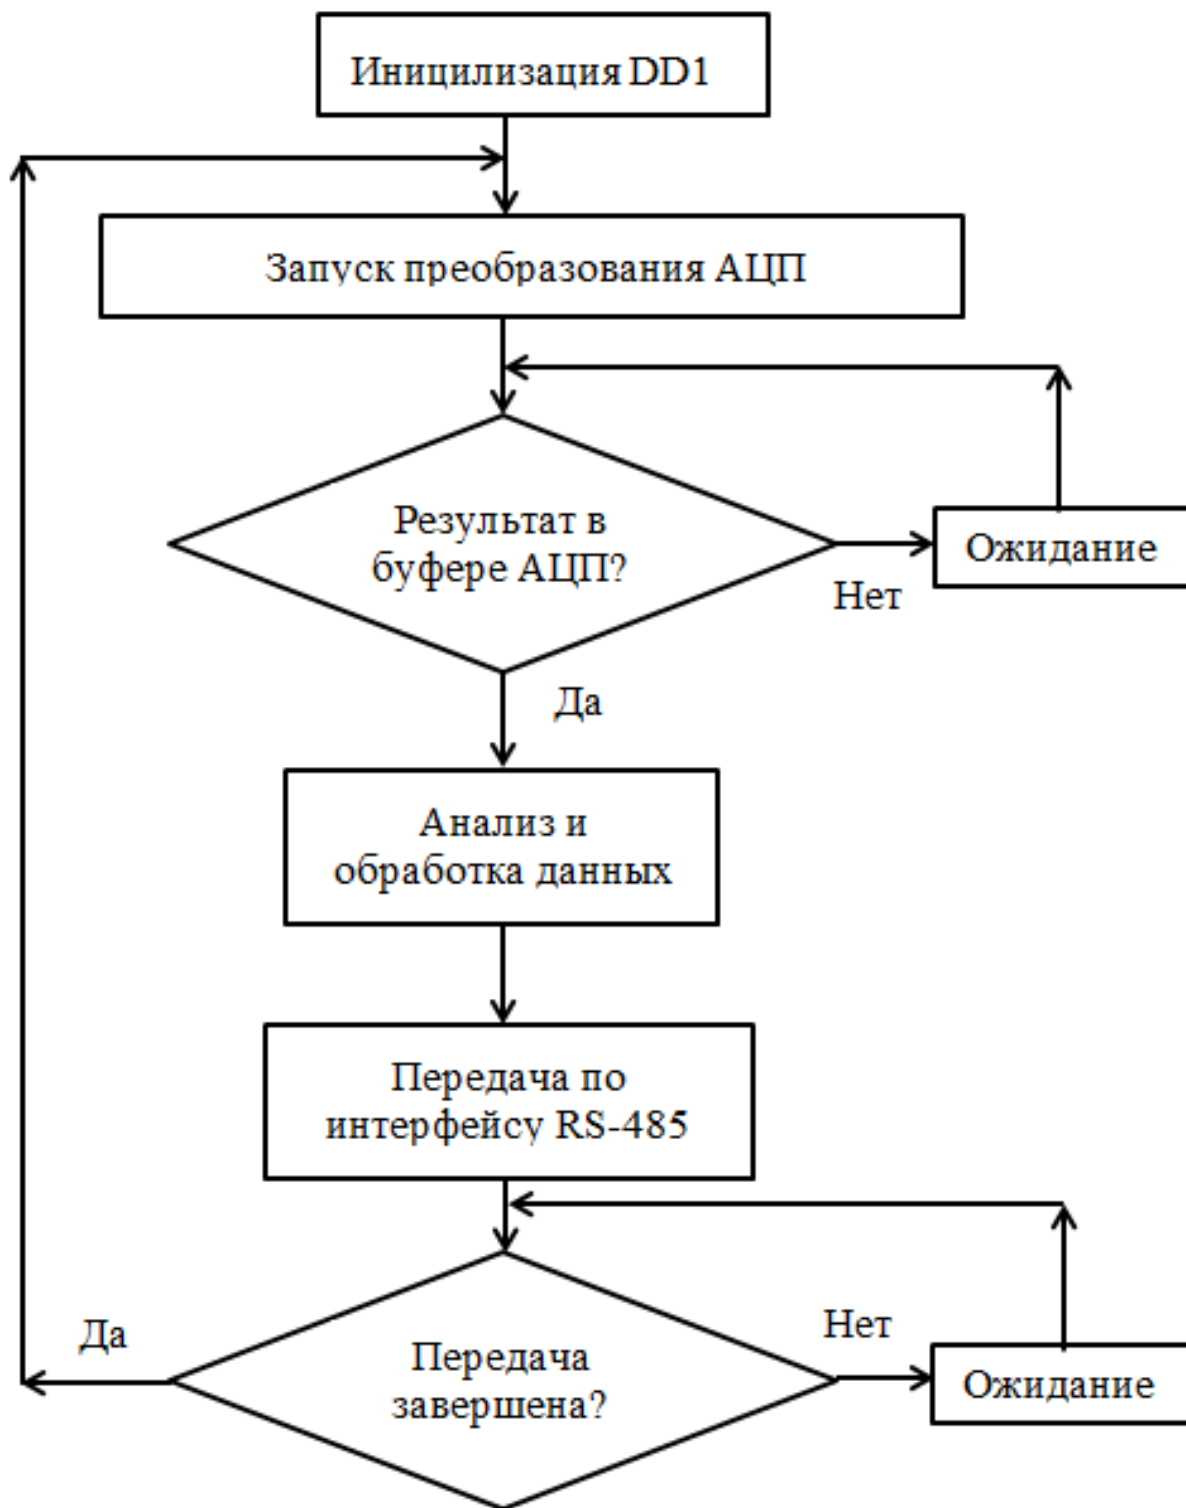 Иницилизация DD1
Запуск преобразования АЦП
Результат в
буфере АЦП?
Ожидание
Нет
Да
Анализ и
обработка данных
Передача по
интерфейсу RS-485
Да
Нет
Передача
завершена?
Ожидание